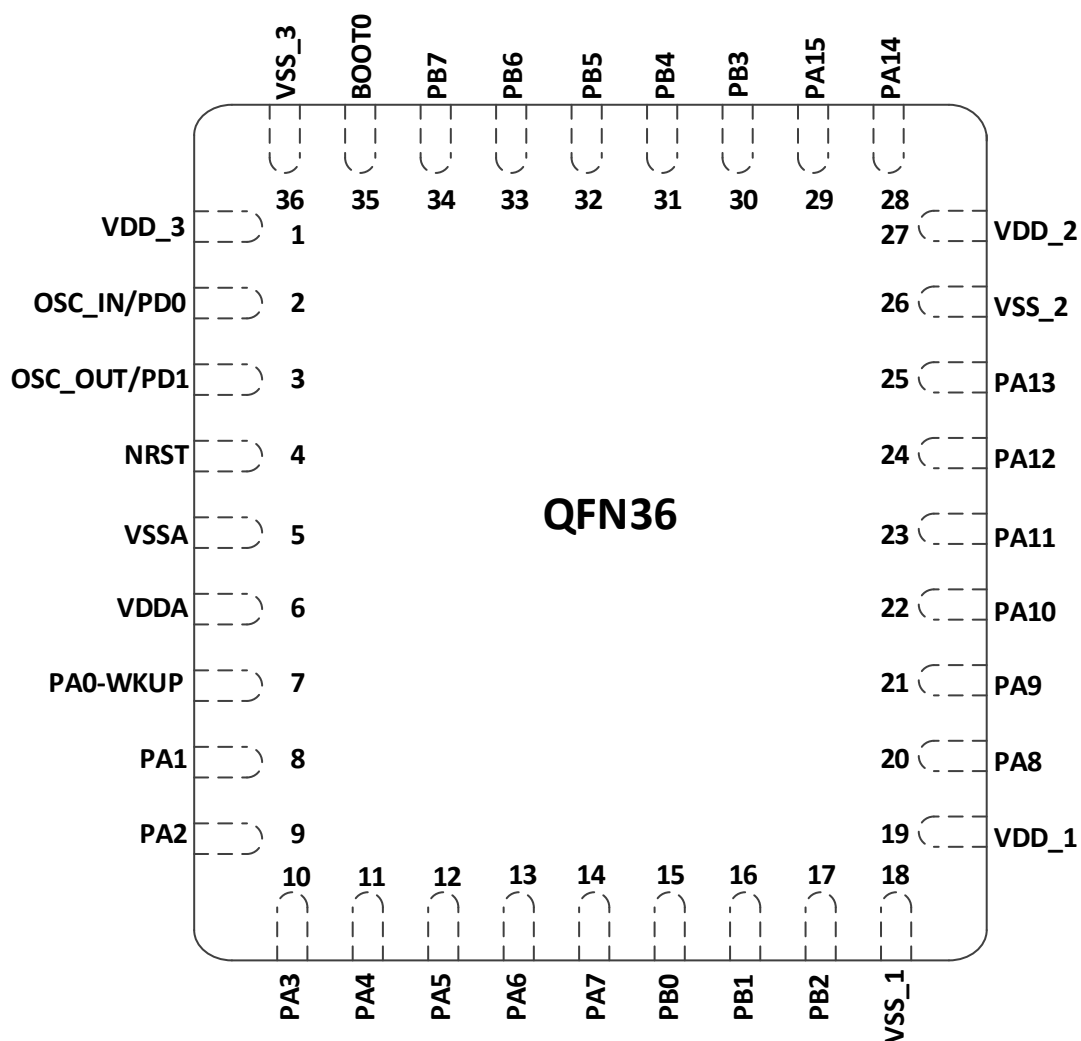 VSS_3 BOOT0 PB7 PB6 PB5 PB4 PB3 PA15 PA14
36 35 34 33 32 31 30 29 28
VDD_3 1 27 VDD_2
OSC_IN/PD0 2 26 VSS_2
OSC_OUT/PD1 3 25 PA13
NRST 4 24 PA12
QFN36
VSSA 5 23 PA11
VDDA 6 22 PA10
PA0-WKUP 7 21 PA9
PA1 8 20 PA8
PA2 9 19 VDD_1
10 11 12 13 14 15 16 17 18
PA3 PA4 PA5 PA6 PA7 PB0 PB1 PB2 VSS_1